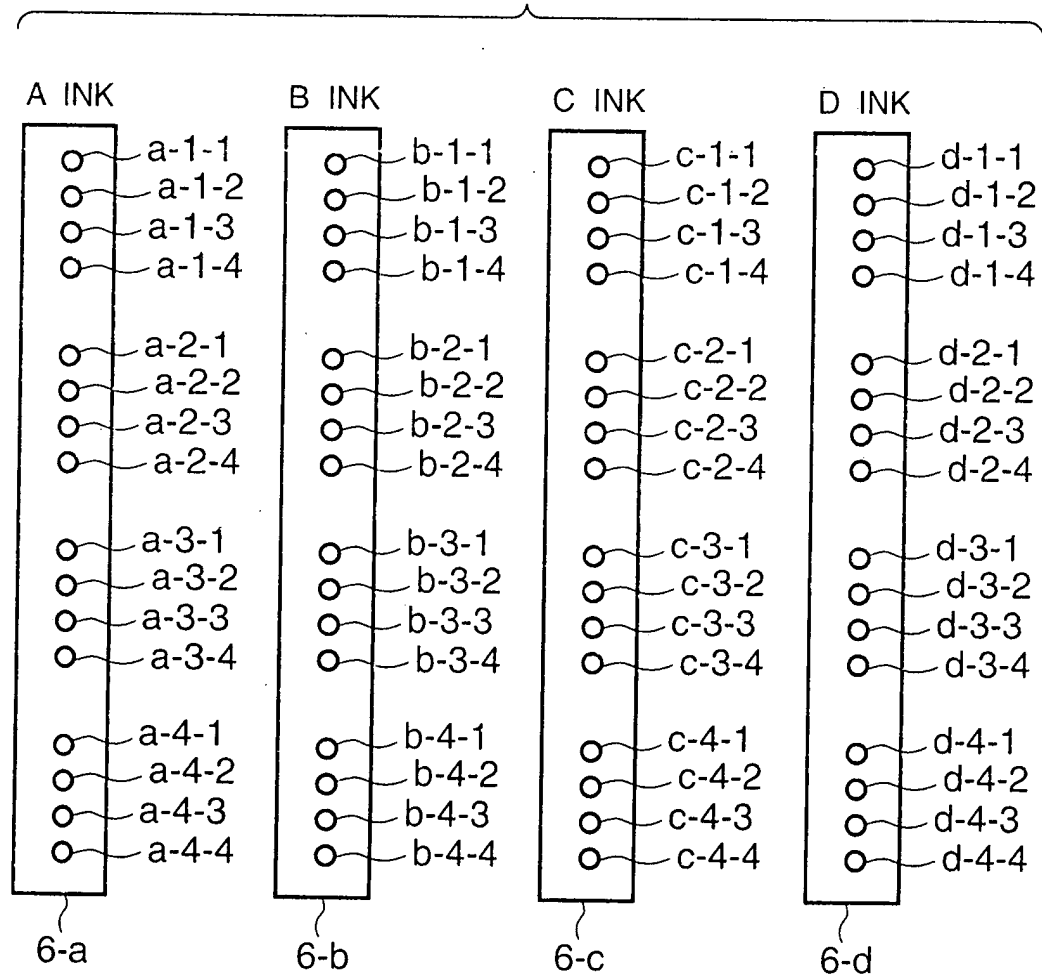 A INK B INK C INK D INK
a-1-1 b-1-1 c-1-1 d-1-1
a-1-2 b-1-2 c-1-2 d-1-2
a-1-3 b-1-3 c-1-3 d-1-3
a-1-4 b-1-4 c-1-4 d-1-4
a-2-1 b-2-1 c-2-1 d-2-1
a-2-2 b-2-2 c-2-2 d-2-2
a-2-3 b-2-3 c-2-3 d-2-3
a-2-4 b-2-4 c-2-4 d-2-4
a-3-1 b-3-1 c-3-1 d-3-1
a-3-2 b-3-2 c-3-2 d-3-2
a-3-3 b-3-3 c-3-3 d-3-3
a-3-4 b-3-4 c-3-4 d-3-4
a-4-1 b-4-1 c-4-1 d-4-1
a-4-2 b-4-2 c-4-2 d-4-2
a-4-3 b-4-3 c-4-3 d-4-3
a-4-4 b-4-4 c-4-4 d-4-4
6-a 6-b 6-c 6-d